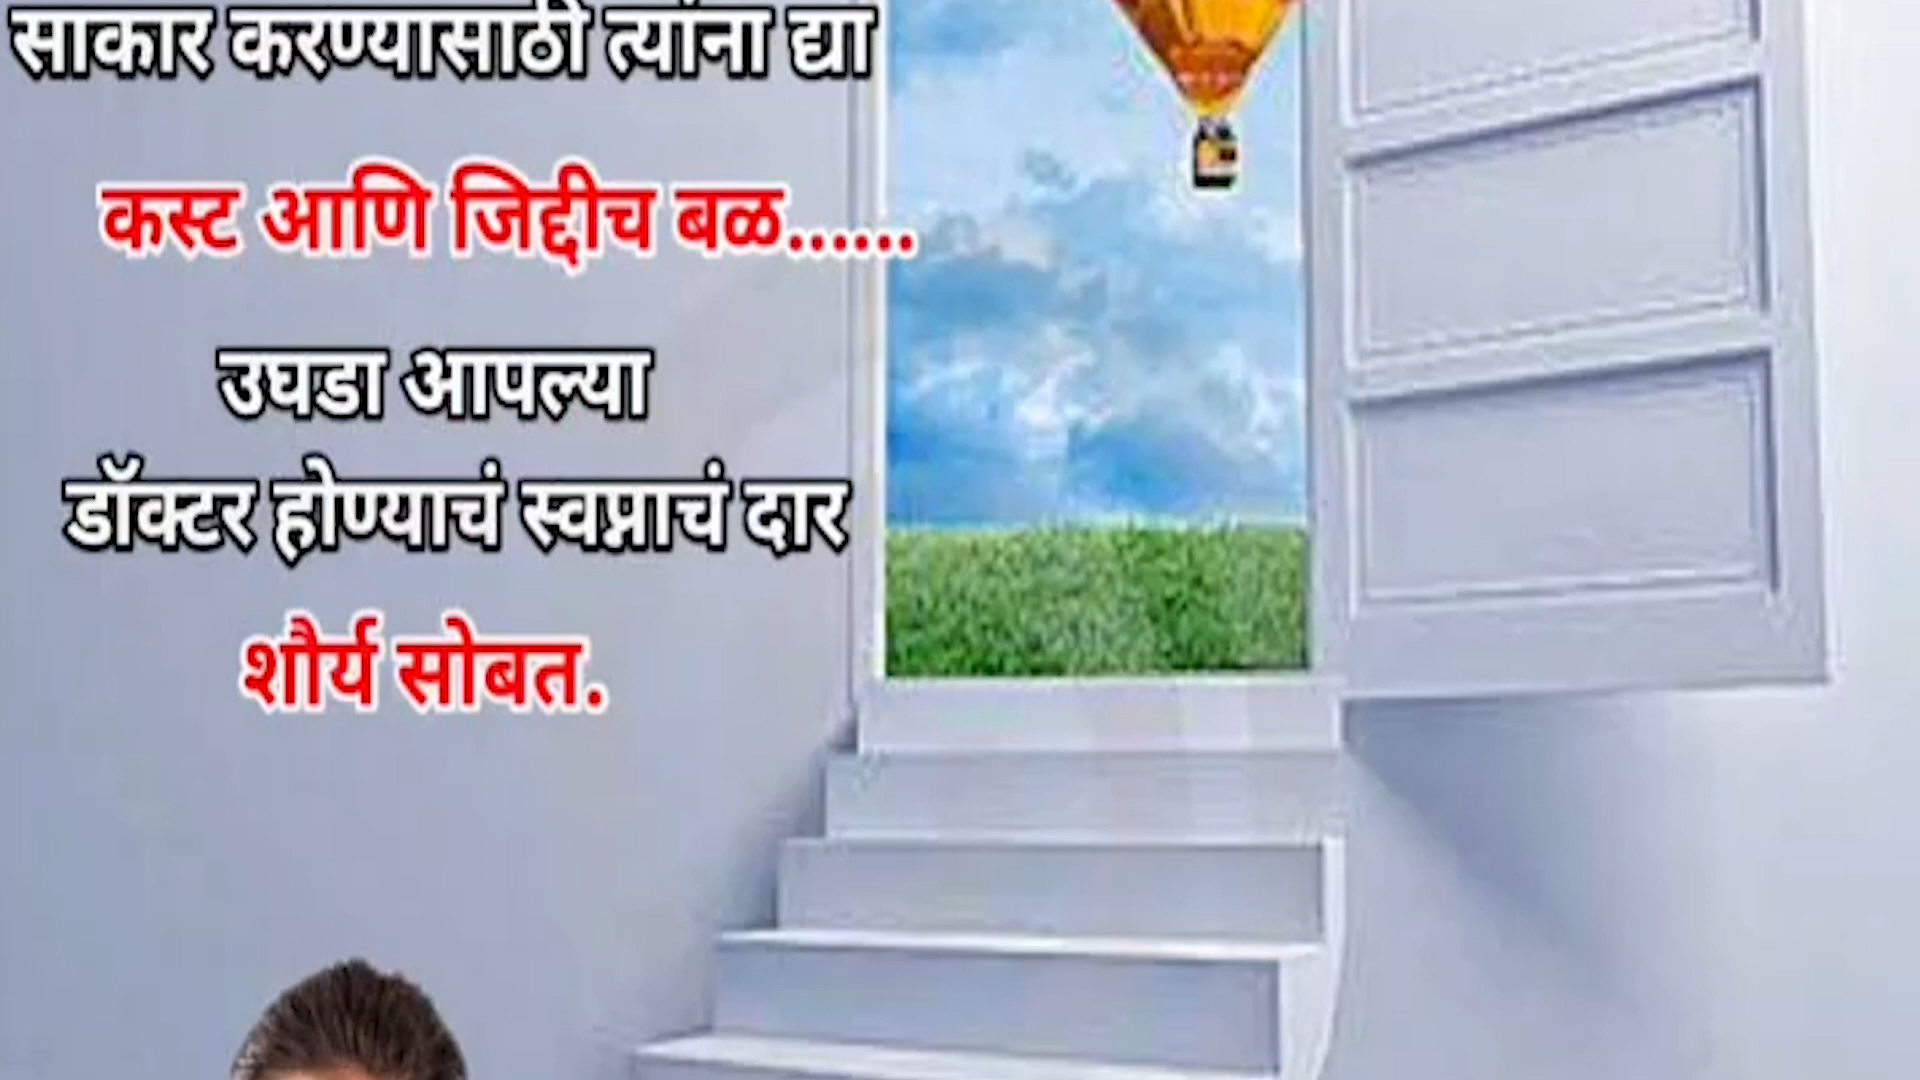 साकार करण्यासाठी त्यांना द्या
कस्ट आणि जिद्दीच बळ......
उघडा आपल्या
डॉक्टर होण्याचं स्वप्नाचं दार
शौर्य सोबत.